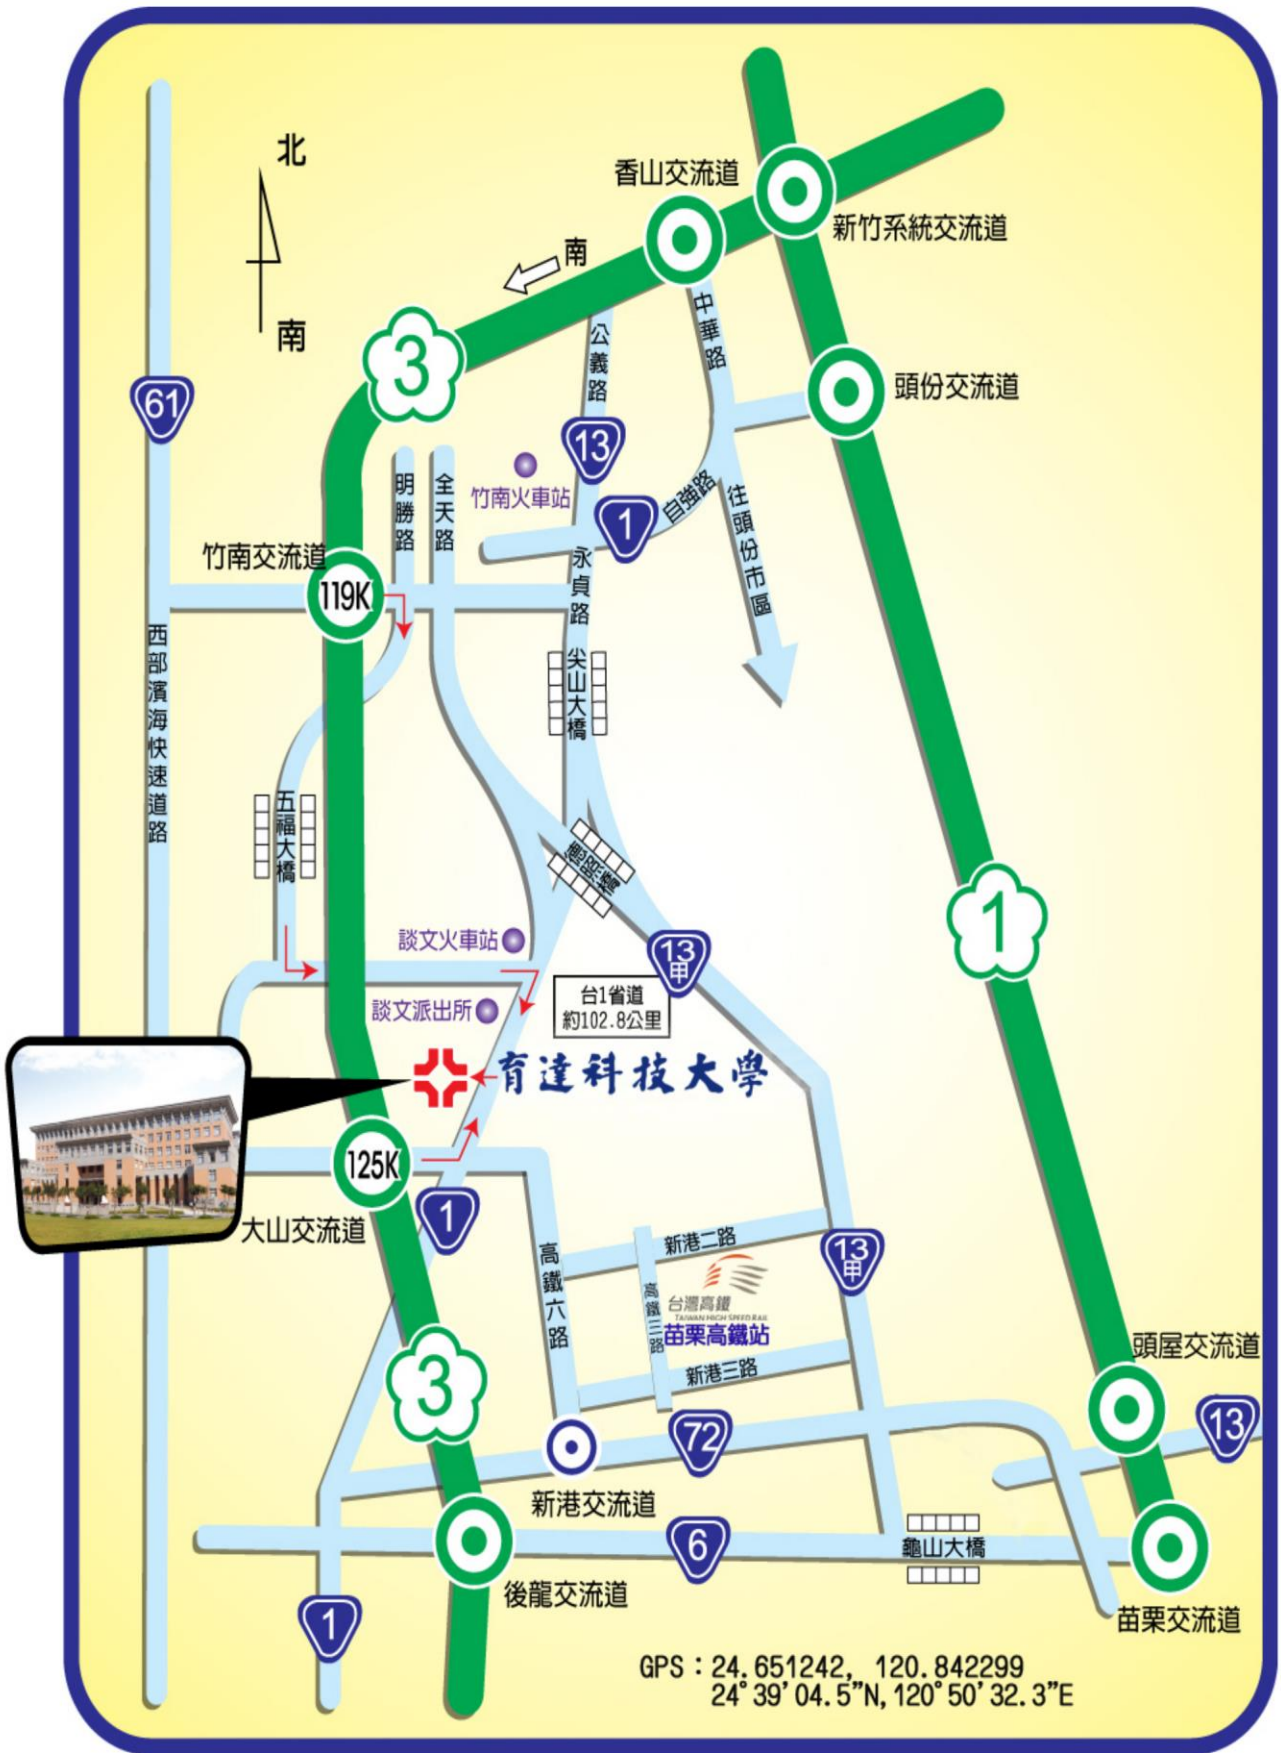 北
南
香山交流道
新竹系統交流道
南
中華路
公義路
3
頭份交流道
61
13
明勝路
全天路
竹南火車站
1
自強路
往頭份市區
竹南交流道
119K
永貞路
西部濱海快速道路
尖山大橋
五福大橋
德照橋
1
談文火車站
13甲
談文派出所
台1省道
約102.8公里
育達科技大學
125K
大山交流道
1
高鐵六路
新港二路
13甲
高鐵三路
台灣高鐵
TAIWAN HIGH SPEED RAIL
苗栗高鐵站
新港三路
3
頭屋交流道
13
72
新港交流道
6
龜山大橋
後龍交流道
1
苗栗交流道
GPS：24.651242, 120.842299
24°39'04.5”N,120°50'32.3”E